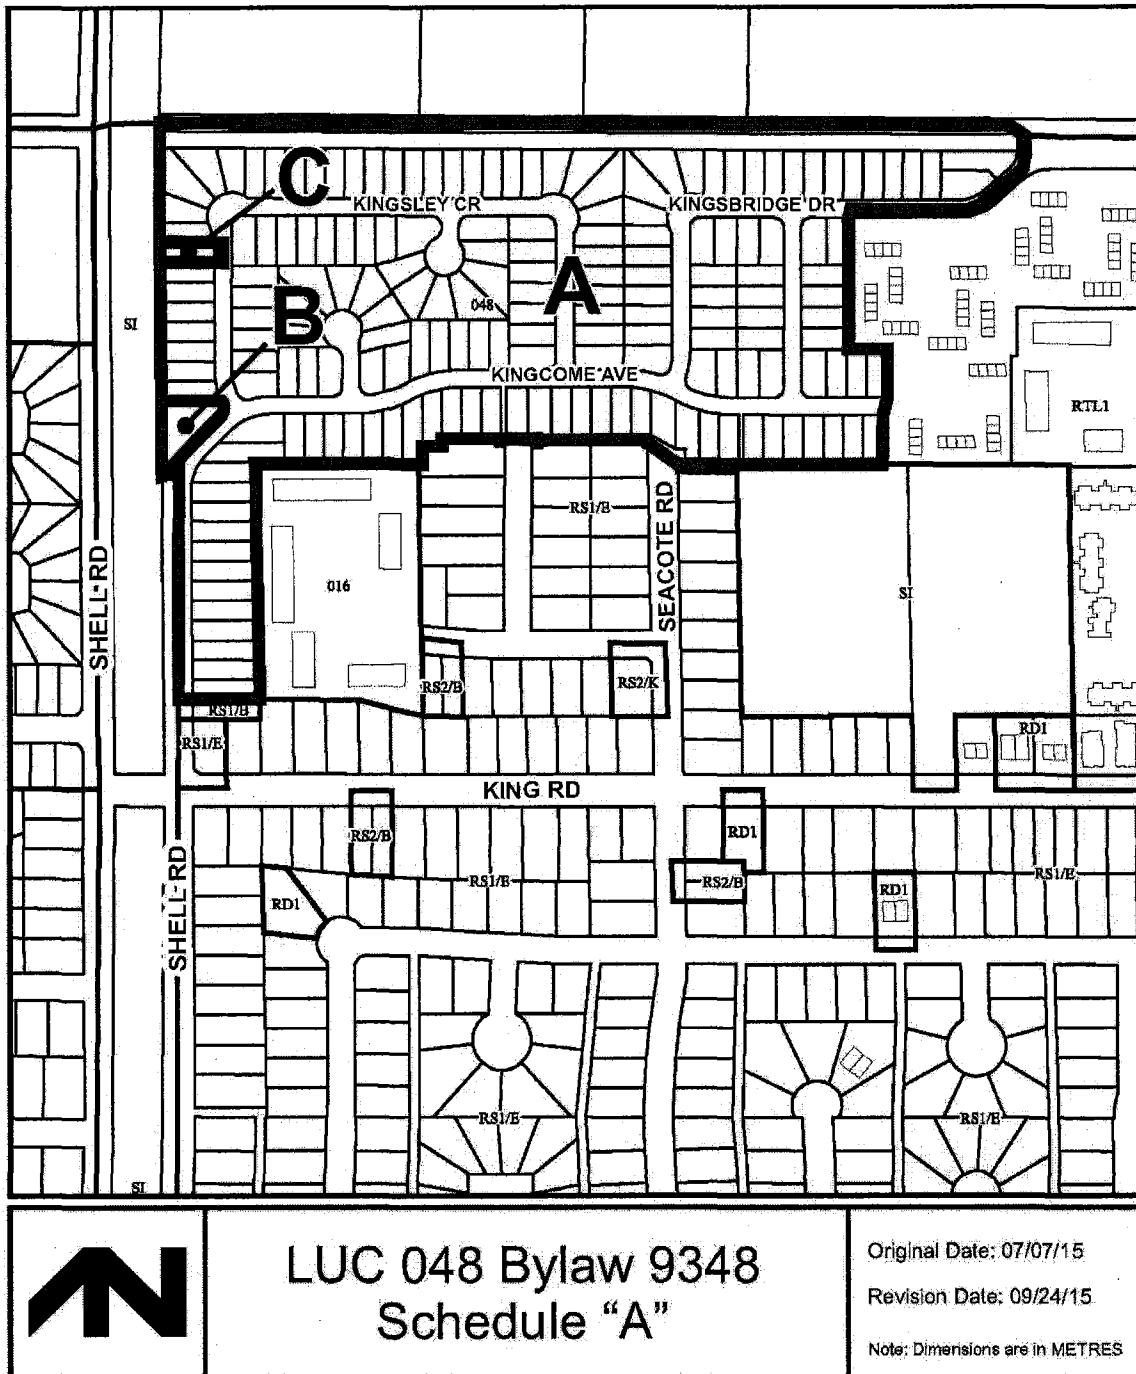 C
KINGSLEY CR
KINGSBRIDGE DR
A
048
B
SI
KINGCOME AVE
RTL1
RS1/E
SEACOTE RD
SHELL RD
016
SI
RS2/B
RS2/K
RS1/B
RD1
RS1/E
KING RD
RS2/B
RD1
SHELL RD
RS1/E
RS2/B
RD1
RS1/E
RD1
RS1/E
RS1/E
SI
N
LUC 048 Bylaw 9348
Schedule "A"
Original Date: 07/07/15
Revision Date: 09/24/15
Note: Dimensions are in METRES